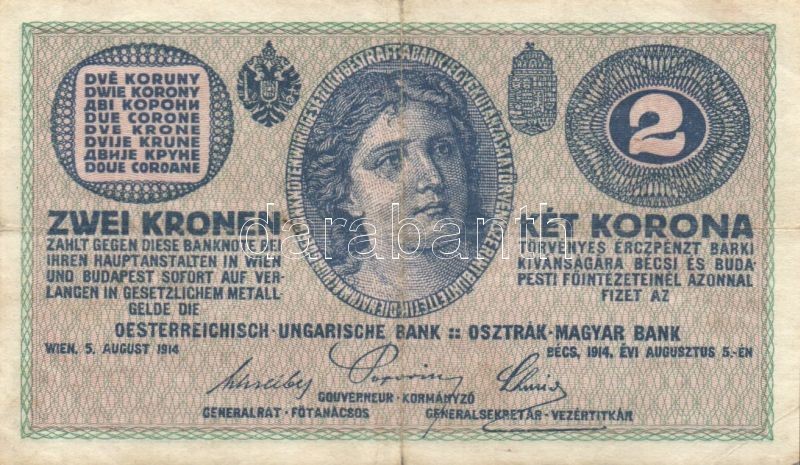 DVĚ KORUNY
DWIE KORONY
ДВІ КОРОНИ
DUE CORONE
DVE KRONE
DVIJE KRUNE
ДВИЈЕ КРУНЕ
DOUE COROANE
2
ZWEI KRONEN
ZAHLT GEGEN DIESE BANKNOTE BEI
IHREN HAUPTANSTALTEN IN WIEN
UND BUDAPEST SOFORT AUF VER-
LANGEN IN GESETZLICHEM METALL-
GELDE DIE
KÉT KORONA
TÖRVÉNYES ÉRCZPÉNZT BÁRKI
KIVÁNSÁGÁRA BÉCSI ÉS BUDA-
PESTI FŐINTÉZETEINÉL AZONNAL
FIZET AZ
darabanth
OESTERREICHISCH-UNGARISCHE BANK :: OSZTRÁK-MAGYAR BANK
WIEN, 5. AUGUST 1914
BÉCS, 1914. ÉVI AUGUSZTUS 5.-ÉN
GOUVERNEUR · KORMÁNYZÓ
GENERALRAT · FŐTANÁCSOS
GENERALSEKRETÄR · VEZÉRTITKÁR